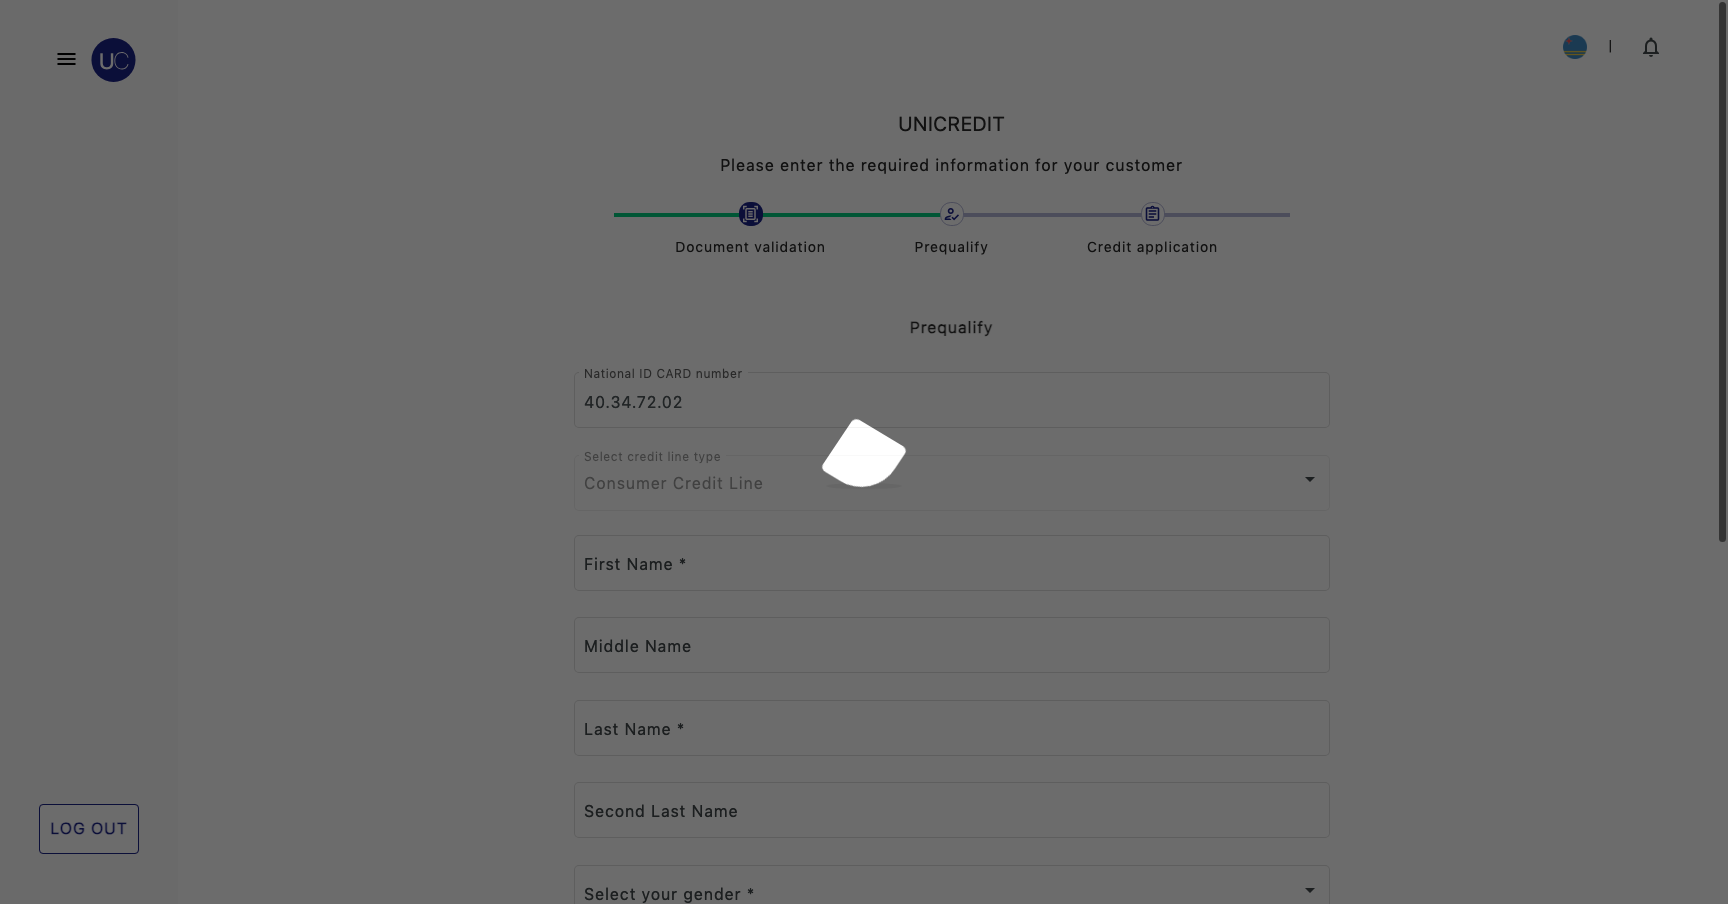 UC
UNICREDIT
Please enter the required information for your customer
Document validation
Prequalify
Credit application
Prequalify
National ID CARD number
40.34.72.02
Select credit line type
Consumer Credit Line
First Name *
Middle Name
Last Name *
Second Last Name
Select your gender *
LOG OUT